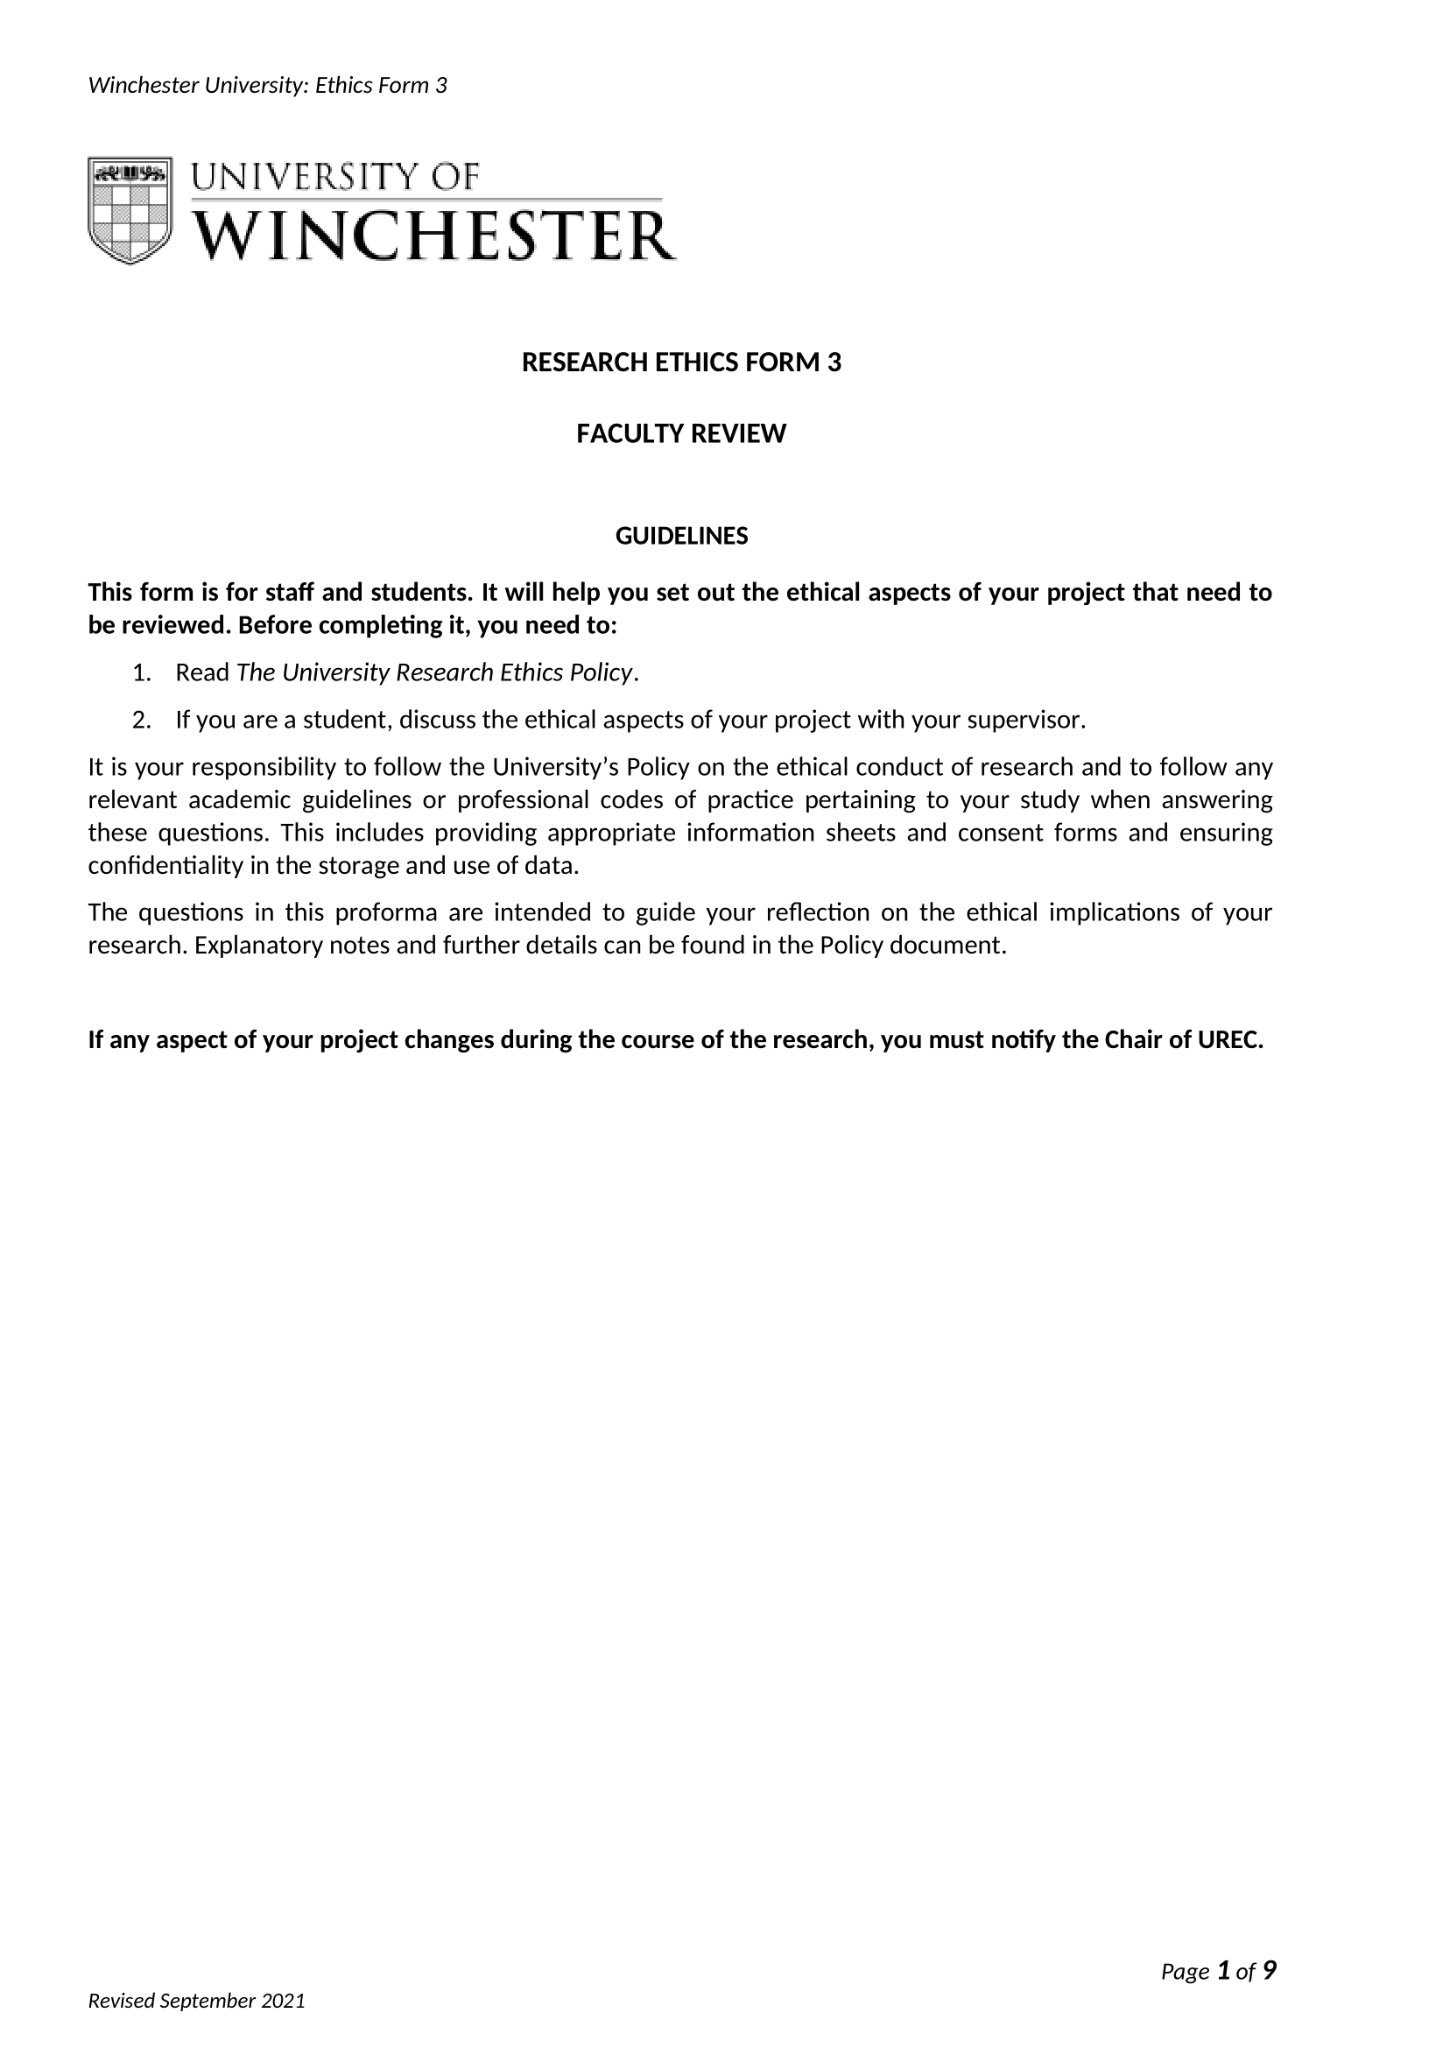 Winchester University: Ethics Form 3
UNIVERSITY OF
WINCHESTER
RESEARCH ETHICS FORM 3
FACULTY REVIEW
GUIDELINES
This form is for staff and students. It will help you set out the ethical aspects of your project that need to
be reviewed. Before completing it, you need to:
1. Read The University Research Ethics Policy.
2. If you are a student, discuss the ethical aspects of your project with your supervisor.
It is your responsibility to follow the University’s Policy on the ethical conduct of research and to follow any
relevant academic guidelines or professional codes of practice pertaining to your study when answering
these questions. This includes providing appropriate information sheets and consent forms and ensuring
confidentiality in the storage and use of data.
The questions in this proforma are intended to guide your reflection on the ethical implications of your
research. Explanatory notes and further details can be found in the Policy document.
If any aspect of your project changes during the course of the research, you must notify the Chair of UREC.
Page 1 of 9
Revised September 2021